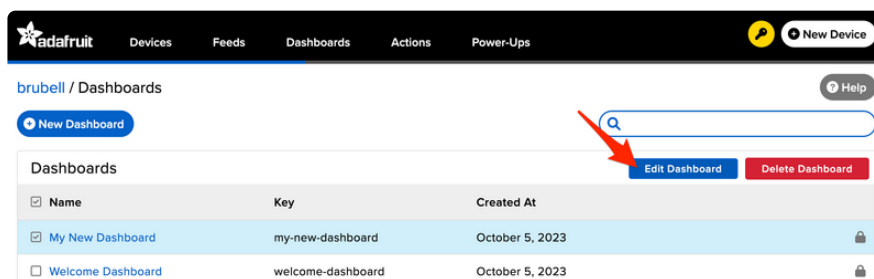 adafruit Devices Feeds Dashboards Actions Power-Ups New Device
brubell / Dashboards Help
New Dashboard
Dashboards Edit Dashboard Delete Dashboard
Name Key Created At
My New Dashboard my-new-dashboard October 5, 2023
Welcome Dashboard welcome-dashboard October 5, 2023